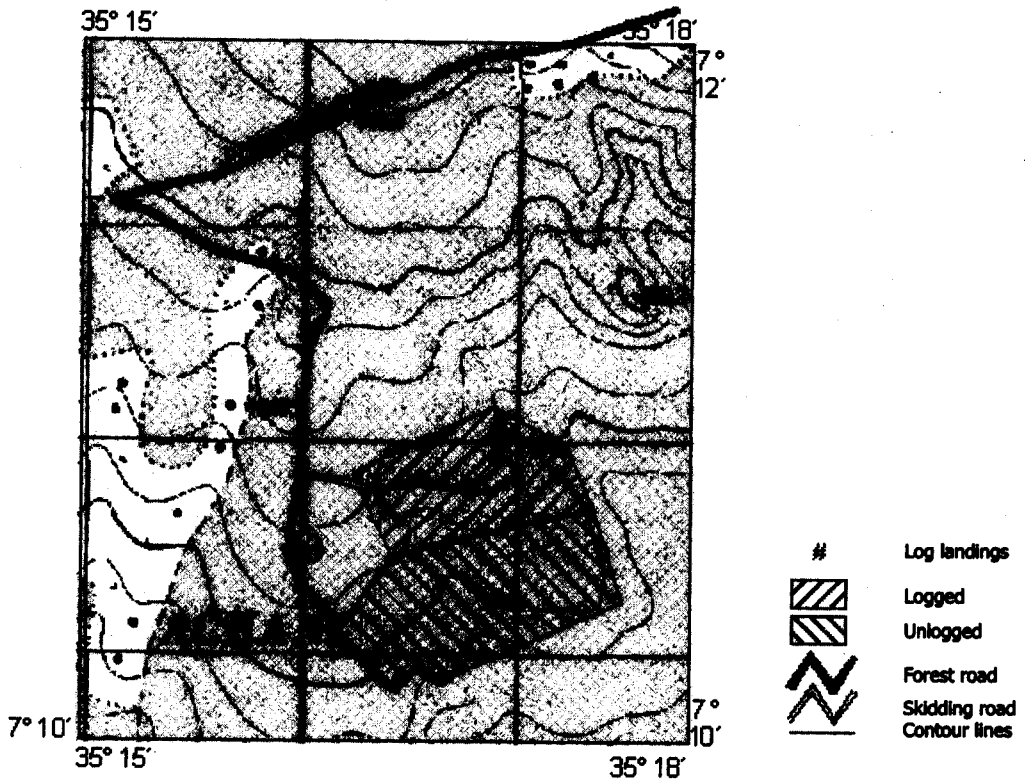 35° 15′
35° 18′
7°
12′
7° 10′
7°
10′
35° 15′
35° 18′
# Log landings
Logged
Unlogged
Forest road
Skidding road
Contour lines